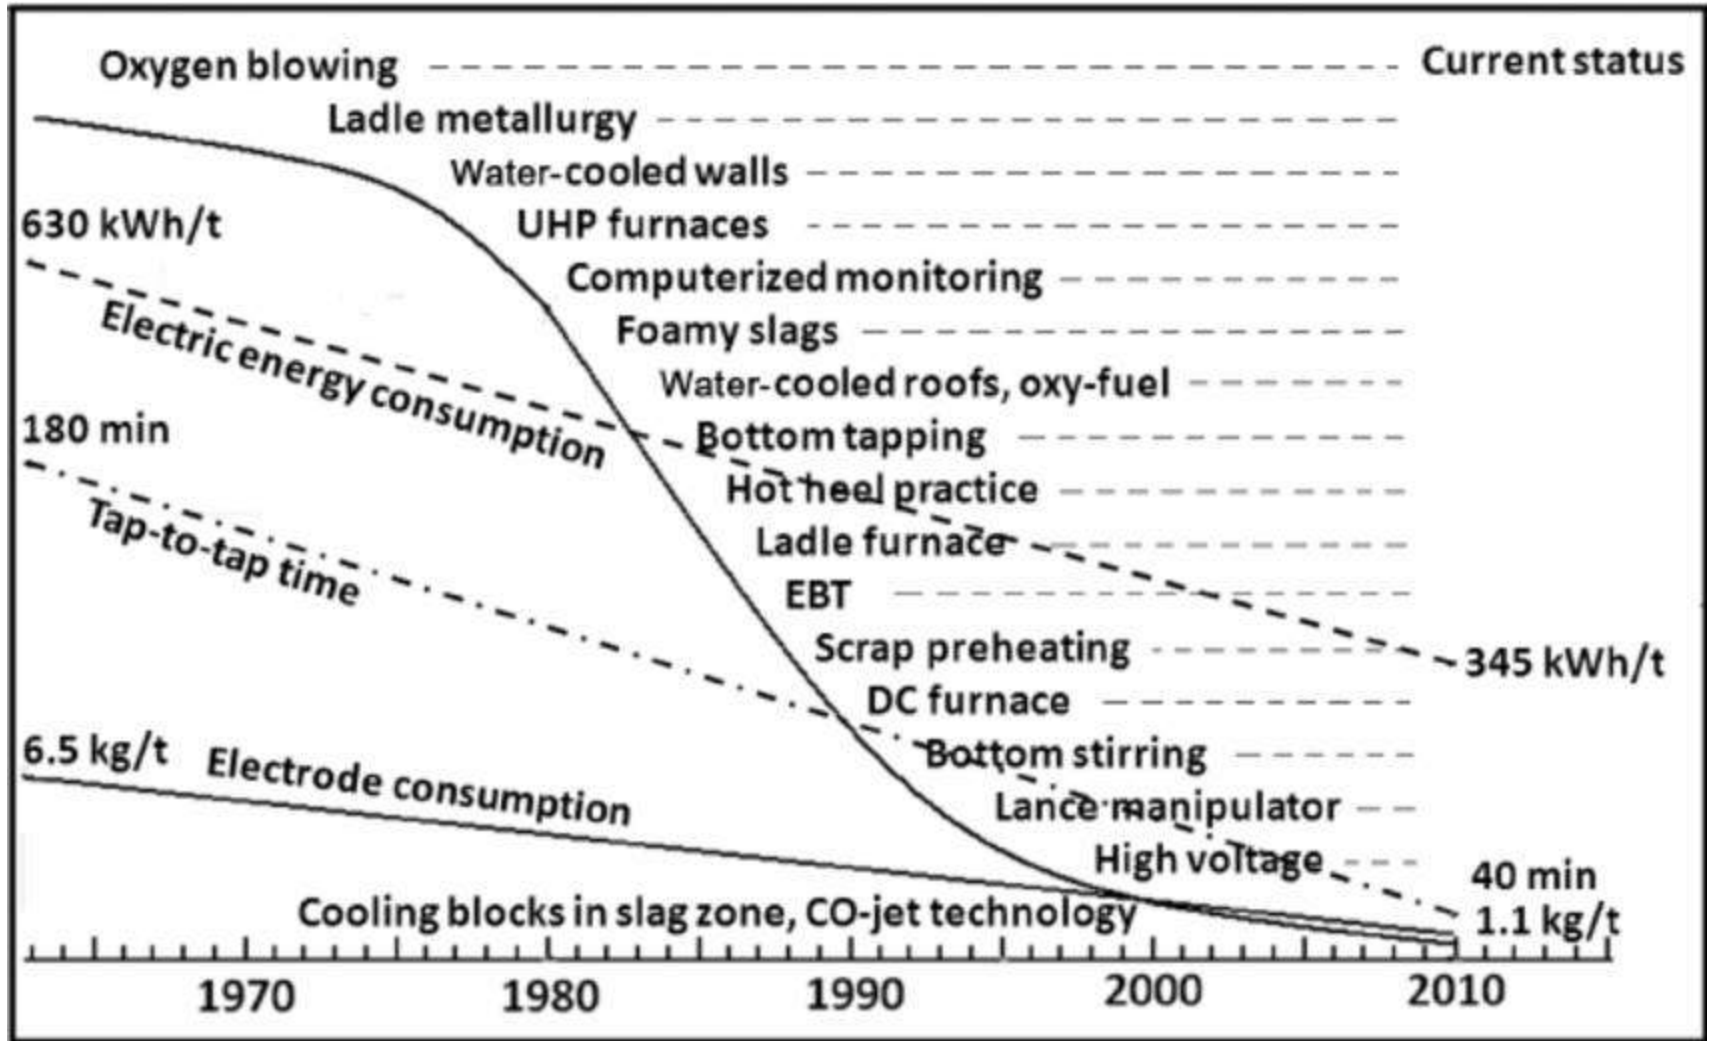 Oxygen blowing
Current status
Ladle metallurgy
Water-cooled walls
630 kWh/t
UHP furnaces
Computerized monitoring
Electric energy consumption
Foamy slags
Water-cooled roofs, oxy-fuel
180 min
Bottom tapping
Hot heel practice
Tap-to-tap time
Ladle furnace
EBT
Scrap preheating
345 kWh/t
DC furnace
6.5 kg/t
Electrode consumption
Bottom stirring
Lance manipulator
High voltage
40 min
Cooling blocks in slag zone, CO-jet technology
1.1 kg/t
1970 1980 1990 2000 2010